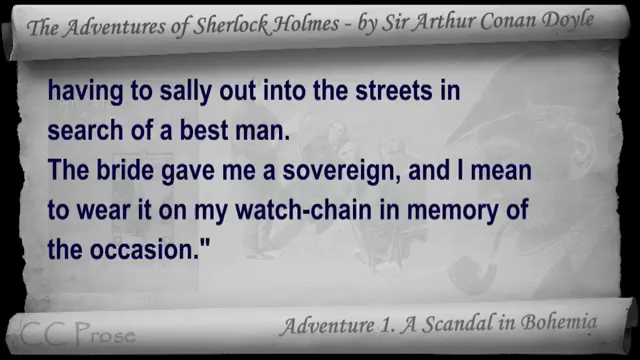 The Adventures of Sherlock Holmes - by Sir Arthur Conan Doyle
having to sally out into the streets in
search of a best man.
The bride gave me a sovereign, and I mean
to wear it on my watch-chain in memory of
the occasion."
CC Prose
Adventure 1. A Scandal in Bohemia